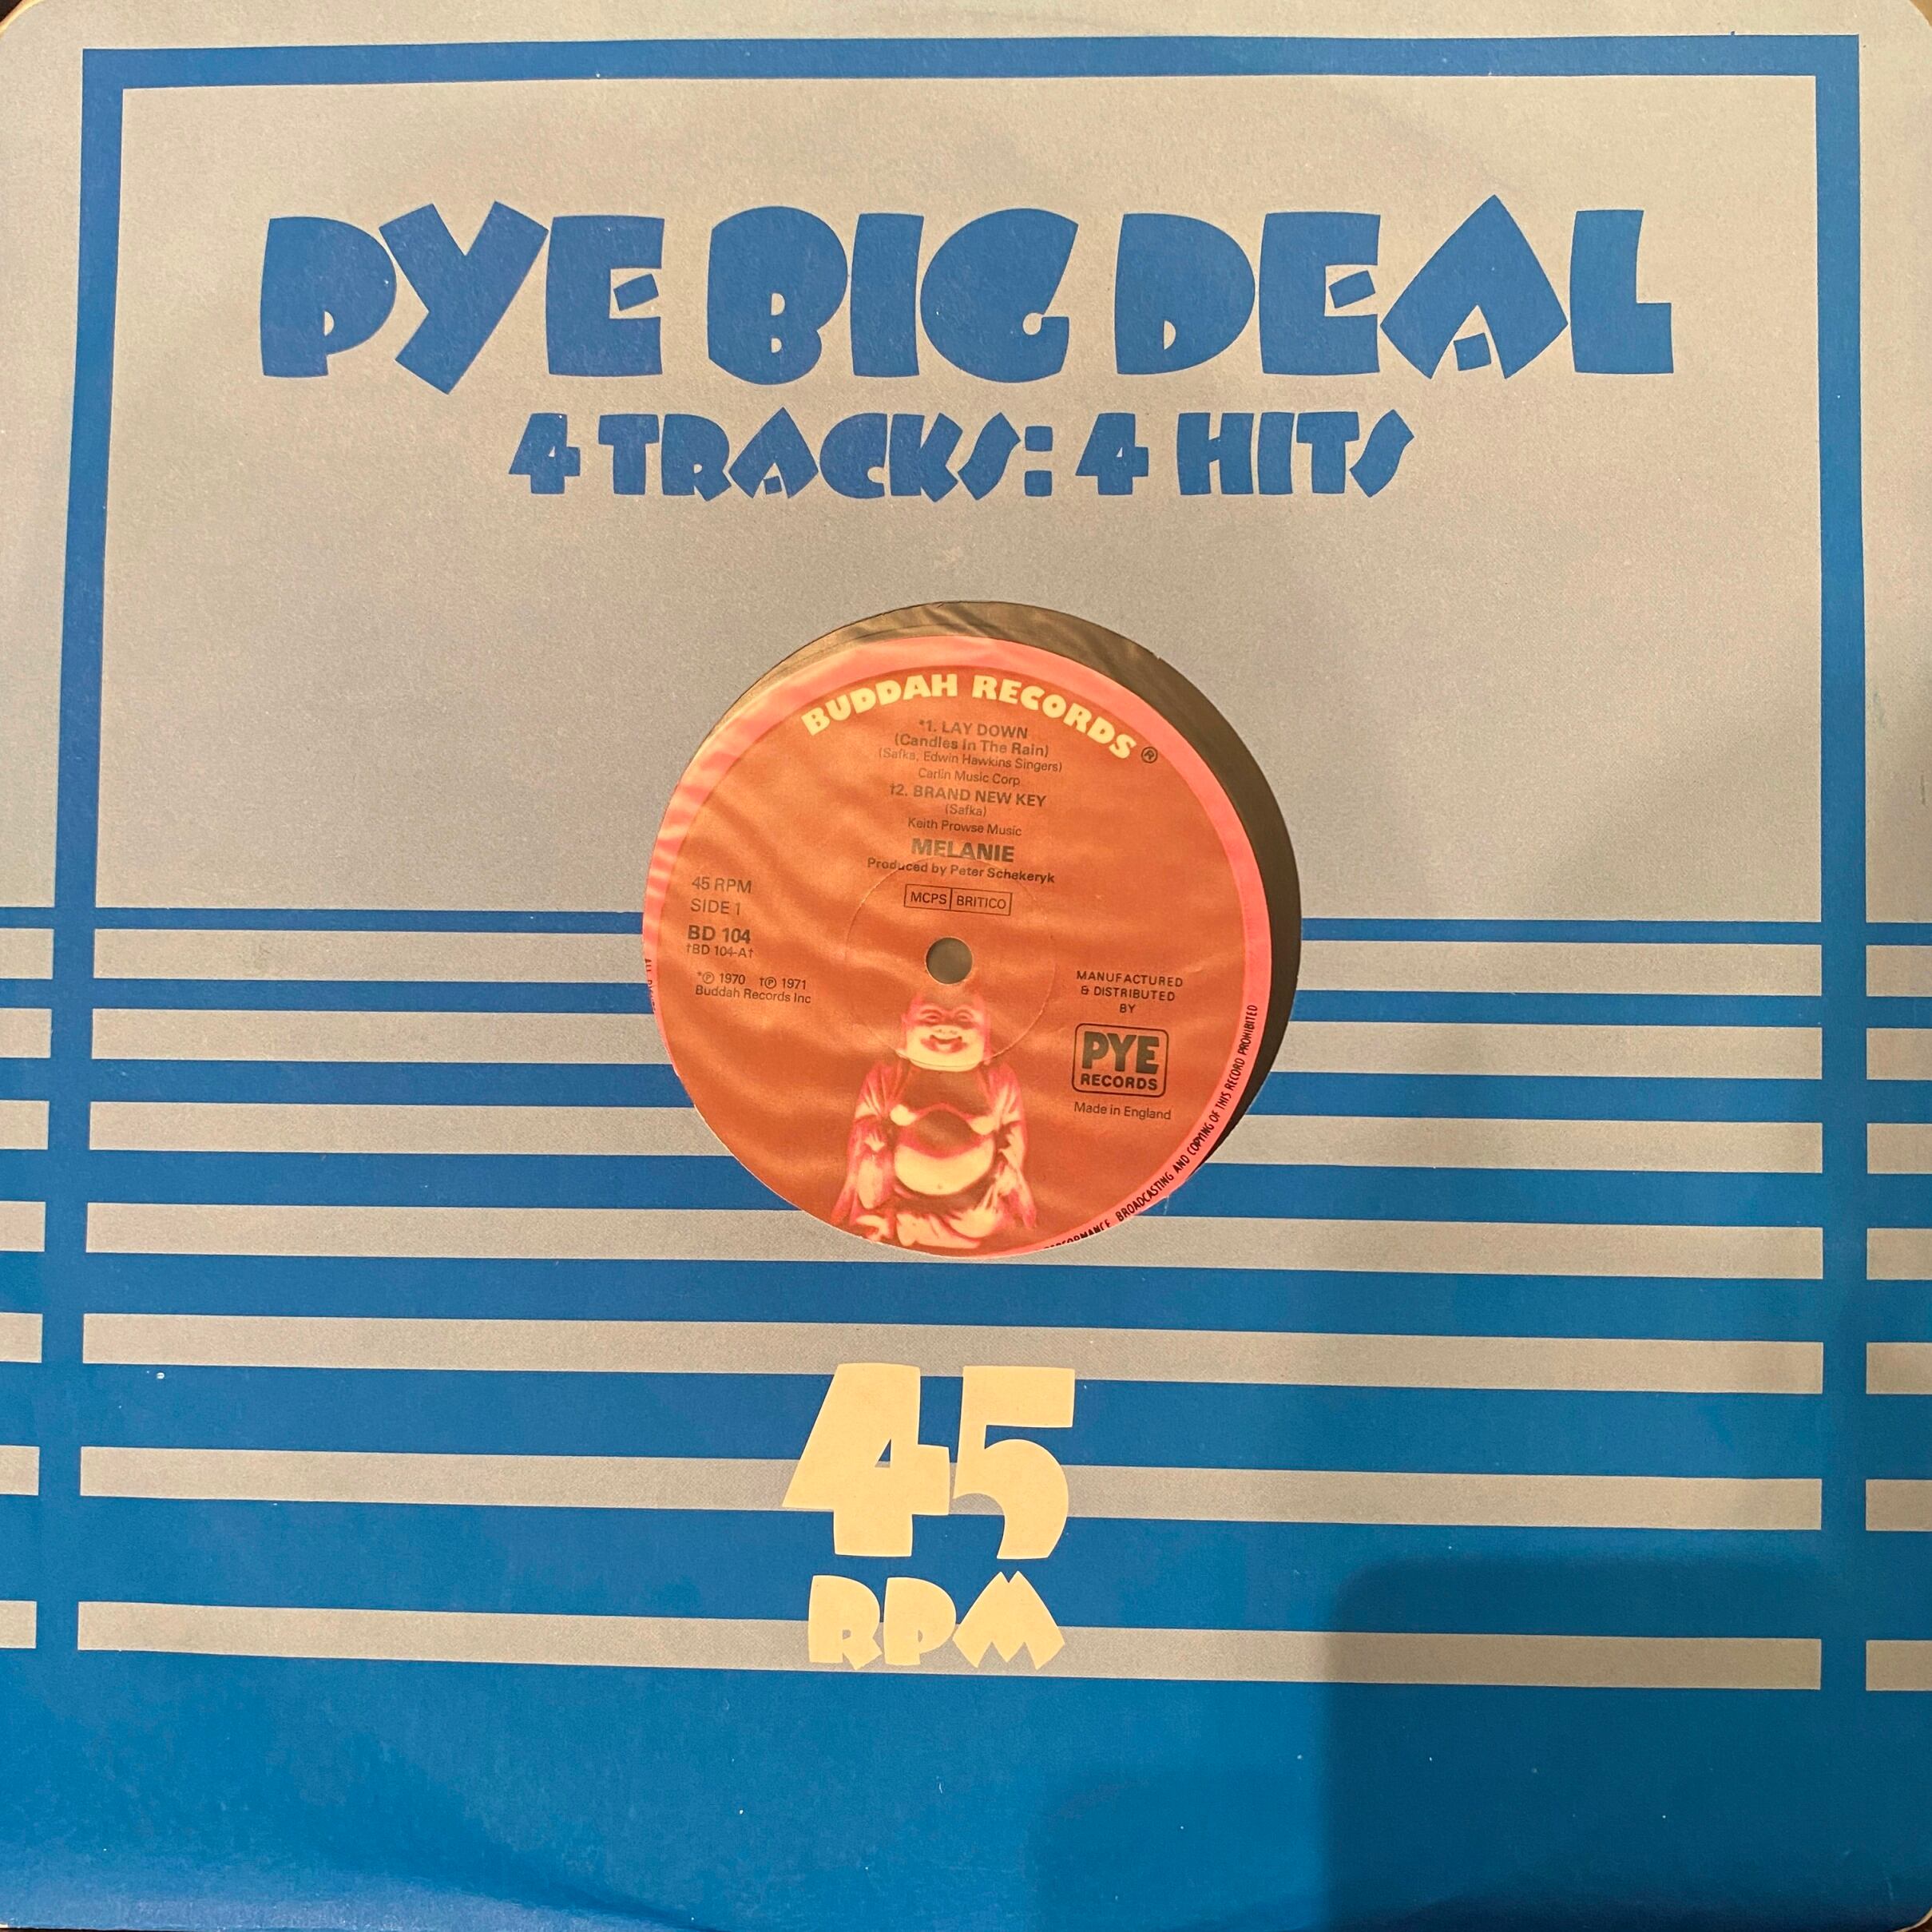 PYE BIG DEAL
4 TRACKS: 4 HITS
BUDDAH RECORDS ®
*1. LAY DOWN
(Candles In The Rain)
(Safka, Edwin Hawkins Singers)
Carlin Music Corp
†2. BRAND NEW KEY
(Safka)
Keith Prowse Music
MELANIE
Produced by Peter Schekeryk
MCPS BRITICO
45 RPM
SIDE 1
BD 104
†BD 104-A†
*℗ 1970 †℗ 1971
Buddah Records Inc
MANUFACTURED
& DISTRIBUTED
BY
PYE
RECORDS
Made in England
ALL
PERFORMANCE, BROADCASTING AND COPYING OF THIS RECORD PROHIBITED
45
RPM